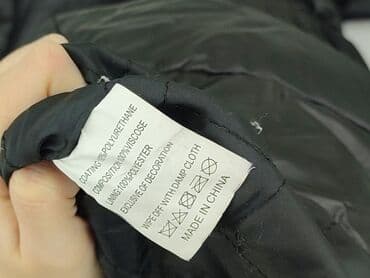 COATING 100%POLYURETHANE
COMPOSITION:100%VISCOSE
LINING:100%POLYESTER
EXCLUSIVE OF DECORATION
WIPE OFF WITH DAMP CLOTH
MADE IN CHINA